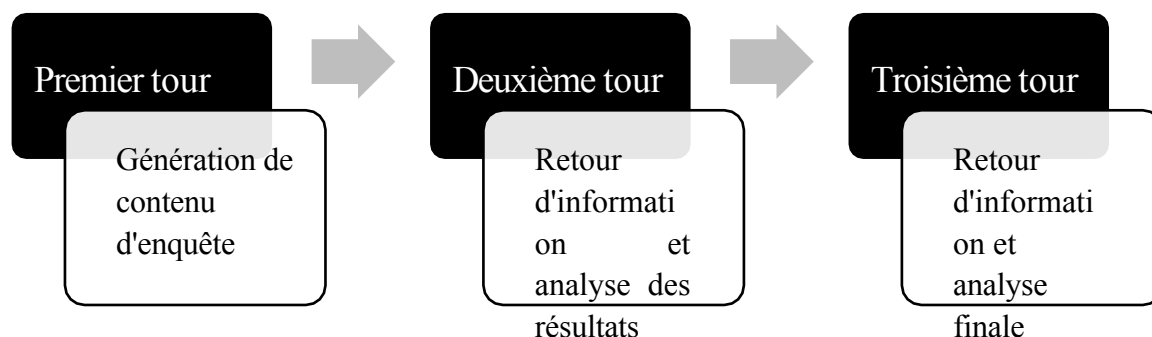 Premier tour
Génération de
contenu
d'enquête
Deuxième tour
Retour
d'informati
on et
analyse des
résultats
Troisième tour
Retour
d'informati
on et
analyse
finale